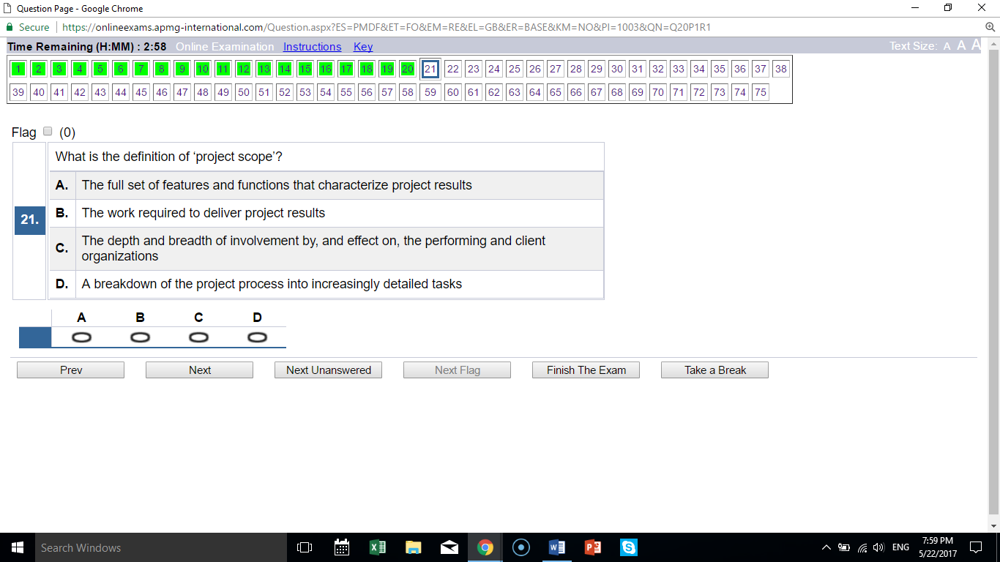 Question Page - Google Chrome
Secure https://onlineexams.apmg-international.com/Question.aspx?ES=PMDF&ET=FO&EM=RE&EL=GB&ER=BASE&KM=NO&PI=1003&QN=Q20P1R1
Time Remaining (H:MM) : 2:58 Online Examination Instructions Key Text Size: A A A
1 2 3 4 5 6 7 8 9 10 11 12 13 14 15 16 17 18 19 20 21 22 23 24 25 26 27 28 29 30 31 32 33 34 35 36 37 38
39 40 41 42 43 44 45 46 47 48 49 50 51 52 53 54 55 56 57 58 59 60 61 62 63 64 65 66 67 68 69 70 71 72 73 74 75
Flag (0)
What is the definition of ‘project scope’?
A. The full set of features and functions that characterize project results
21.
B. The work required to deliver project results
C. The depth and breadth of involvement by, and effect on, the performing and client
organizations
D. A breakdown of the project process into increasingly detailed tasks
A B C D
Prev Next Next Unanswered Next Flag Finish The Exam Take a Break
Search Windows
ENG
7:59 PM
5/22/2017